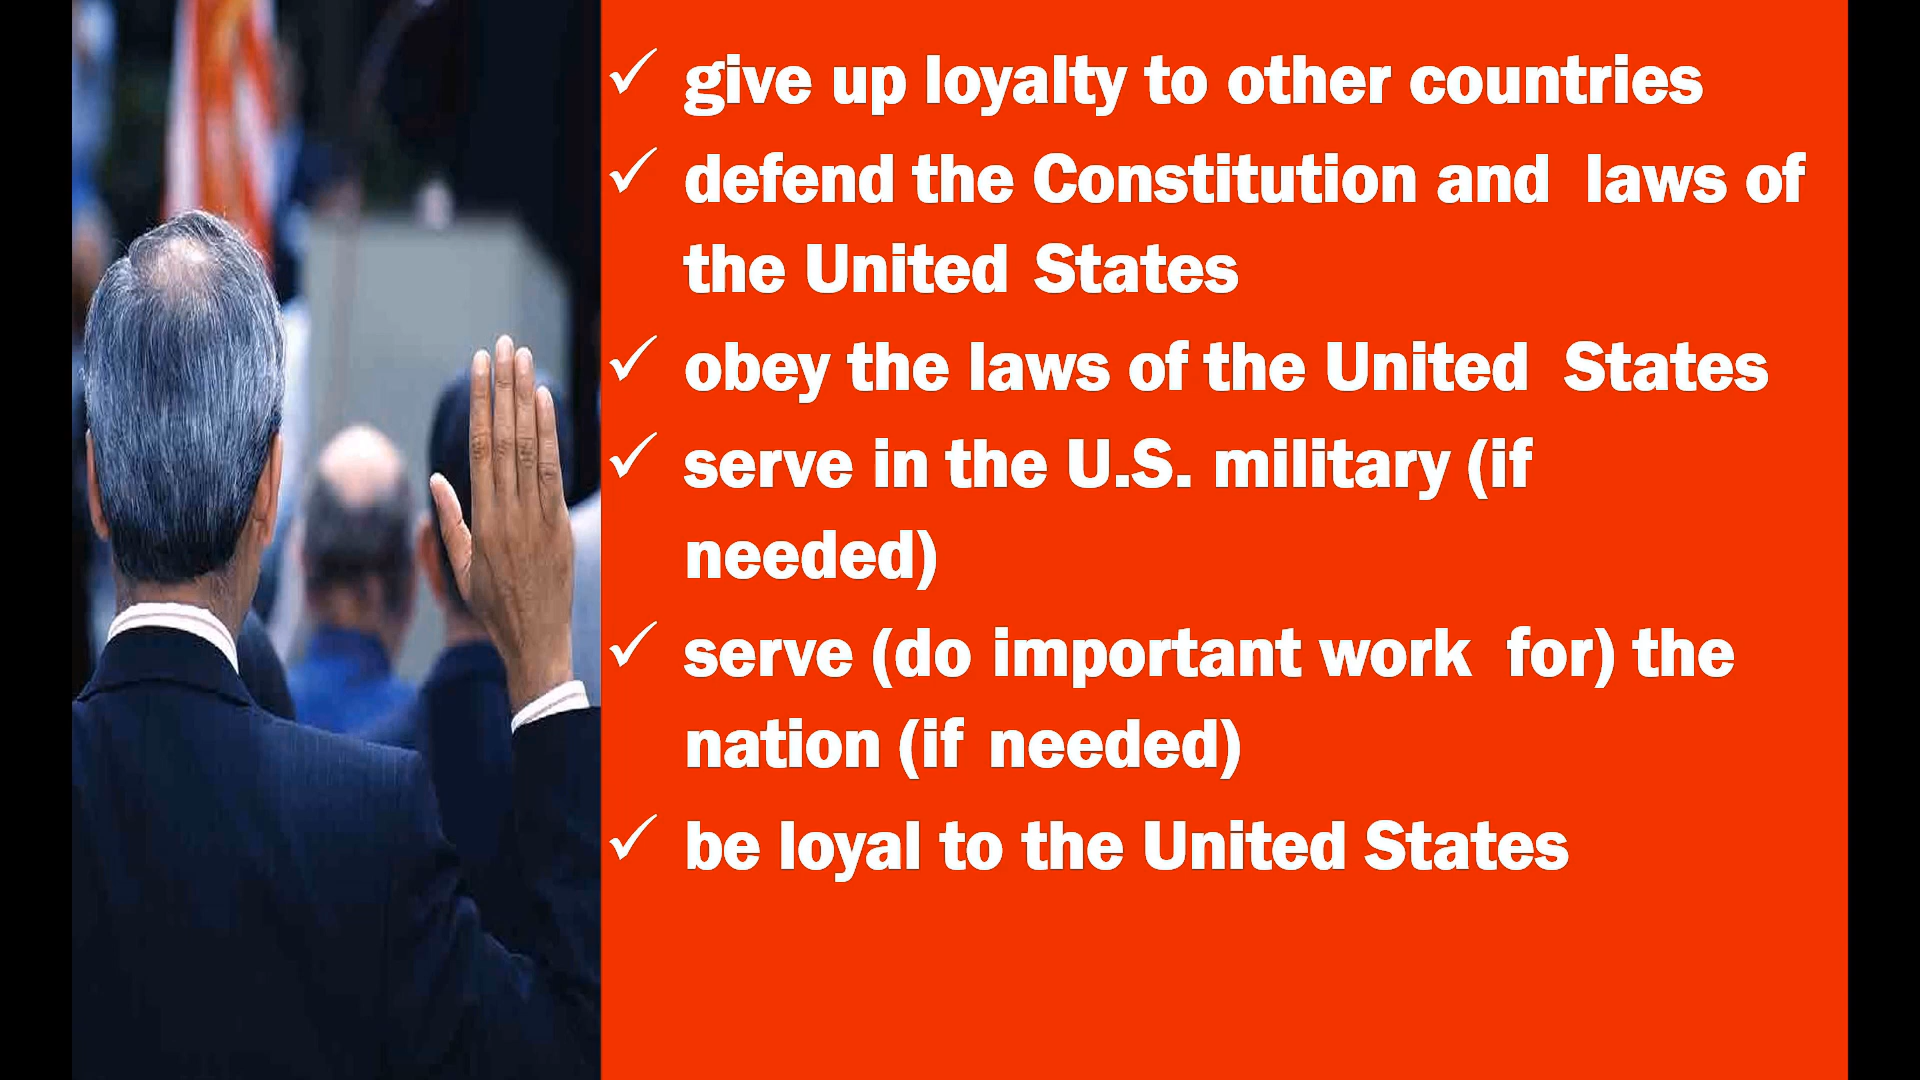 ✓ give up loyalty to other countries
✓ defend the Constitution and laws of
the United States
✓ obey the laws of the United States
✓ serve in the U.S. military (if
needed)
✓ serve (do important work for) the
nation (if needed)
✓ be loyal to the United States